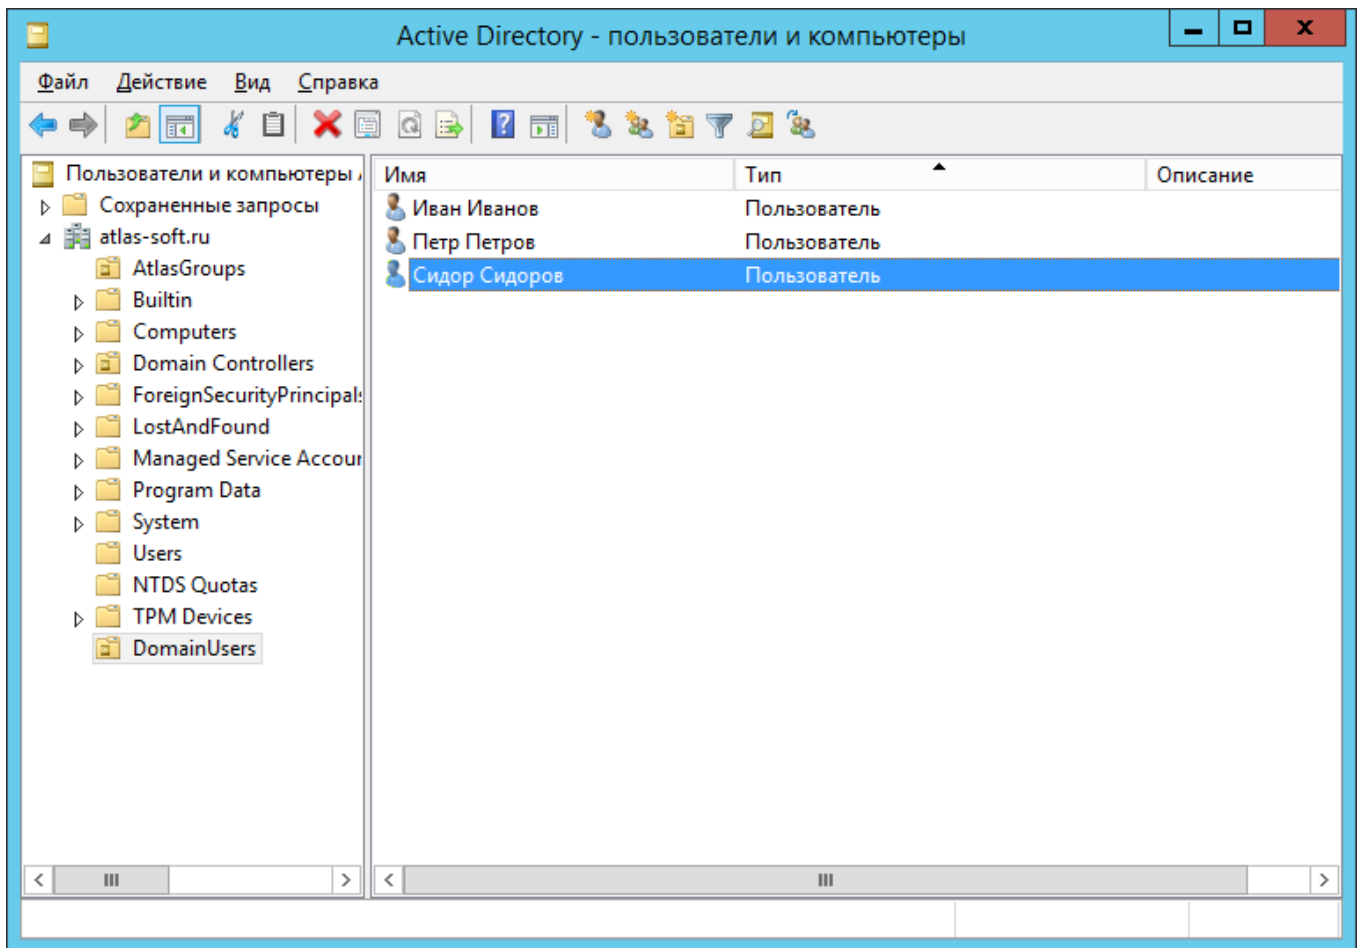 Active Directory - пользователи и компьютеры
Файл Действие Вид Справка
Пользователи и компьютеры
Сохраненные запросы
atlas-soft.ru
AtlasGroups
Builtin
Computers
Domain Controllers
ForeignSecurityPrincipals
LostAndFound
Managed Service Accour
Program Data
System
Users
NTDS Quotas
TPM Devices
DomainUsers
Имя Тип Описание
Иван Иванов Пользователь
Петр Петров Пользователь
Сидор Сидоров Пользователь